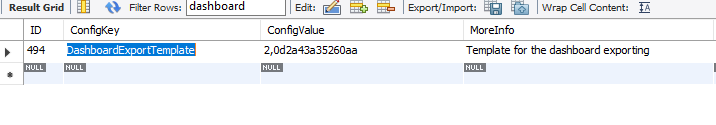 Result Grid Filter Rows: dashboard Edit: Export/Import: Wrap Cell Content: IA
ID ConfigKey ConfigValue MoreInfo
494 DashboardExportTemplate 2,0d2a43a35260aa Template for the dashboard exporting
NULL NULL NULL NULL